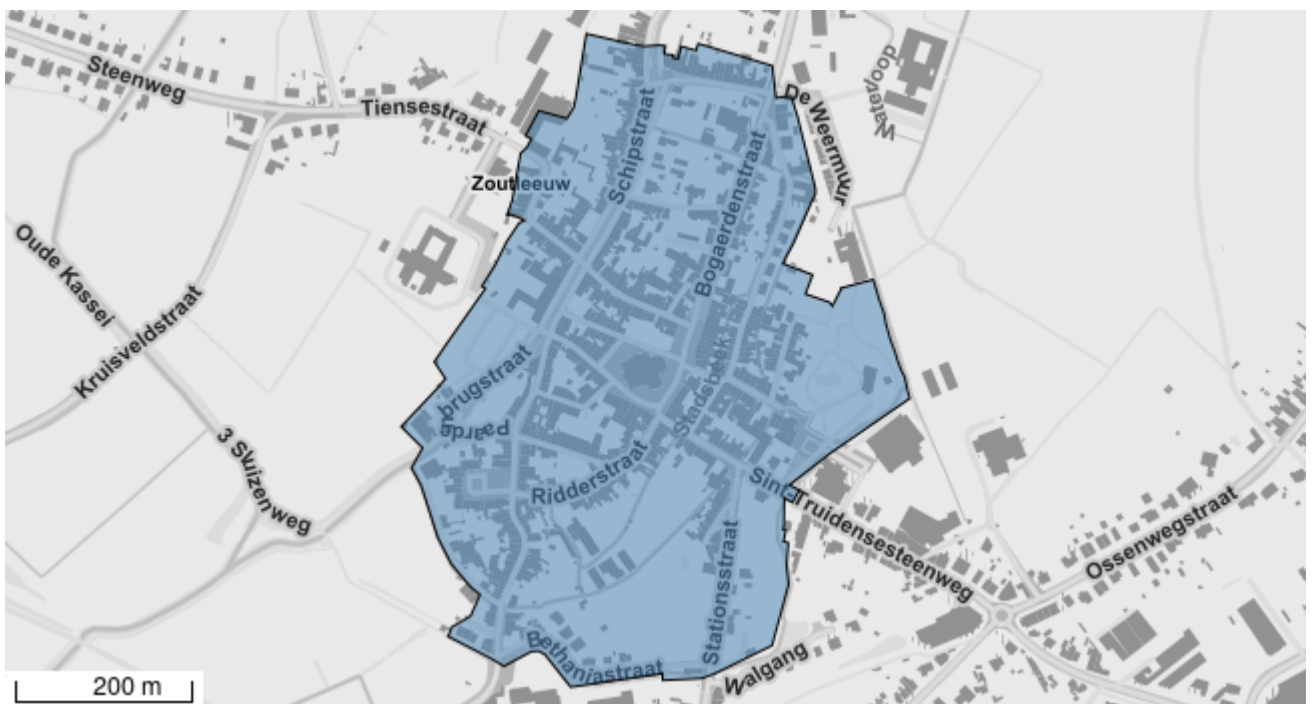 Steenweg
Tiensestraat
De Weermuur
Waterloop
Schipstraat
Zoutleeuw
Bogaerdenstraat
Oude Kassei
Kruisveldstraat
brugstraat
Paarde
Stadsbeek
3 Sluizenweg
Ridderstraat
Sint-Truidensesteenweg
Ossenwegstraat
Stationsstraat
Bethaniastraat
Walgang
200 m